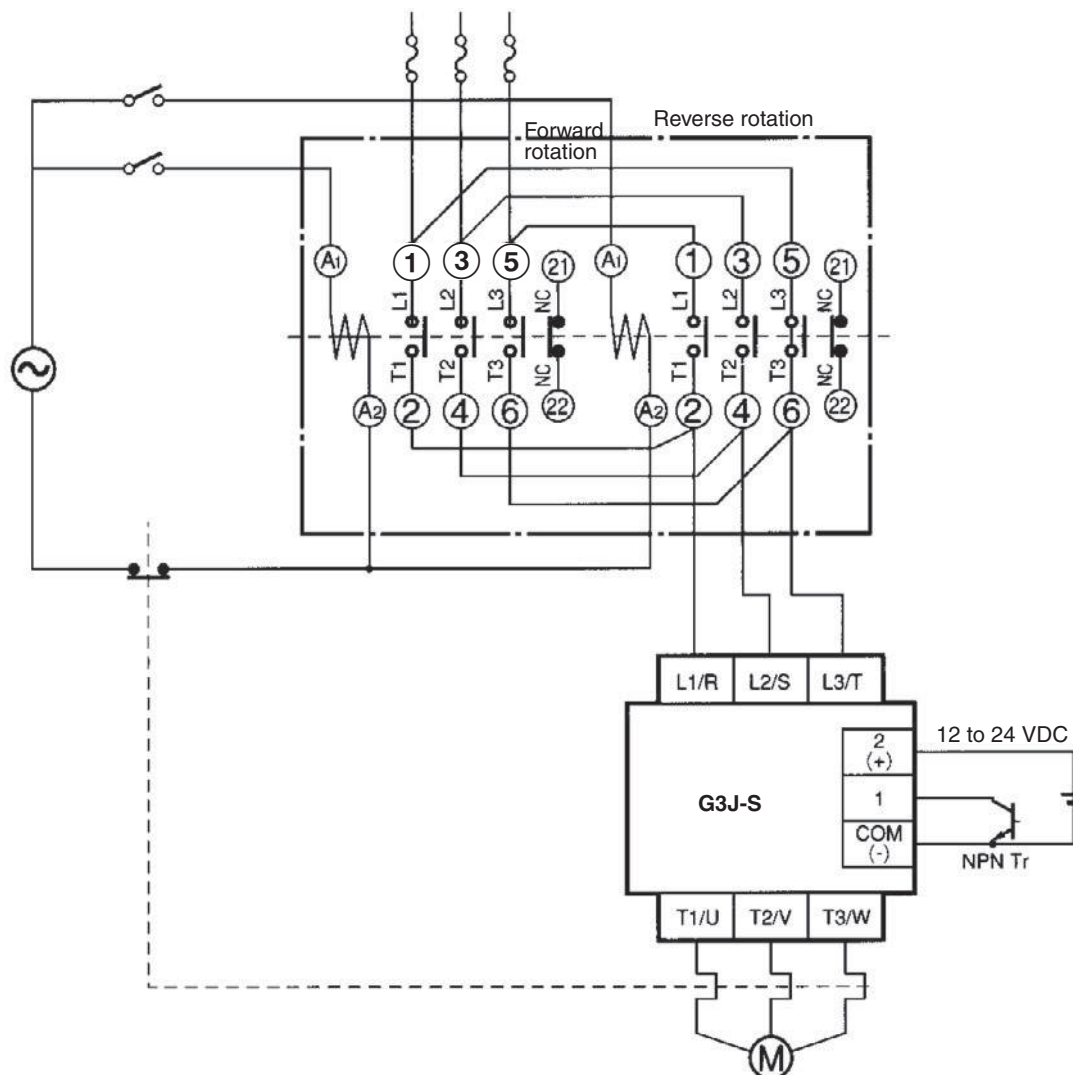 Reverse rotation
Forward
rotation
A1 1 3 5 21 A1 1 3 5 21
L1 L2 L3 NC L1 L2 L3 NC
T1 T2 T3 NC T1 T2 T3 NC
A2 2 4 6 22 A2 2 4 6 22
L1/R L2/S L3/T
12 to 24 VDC
2
(+)
G3J-S
1
COM
(-)
NPN Tr
T1/U T2/V T3/W
M